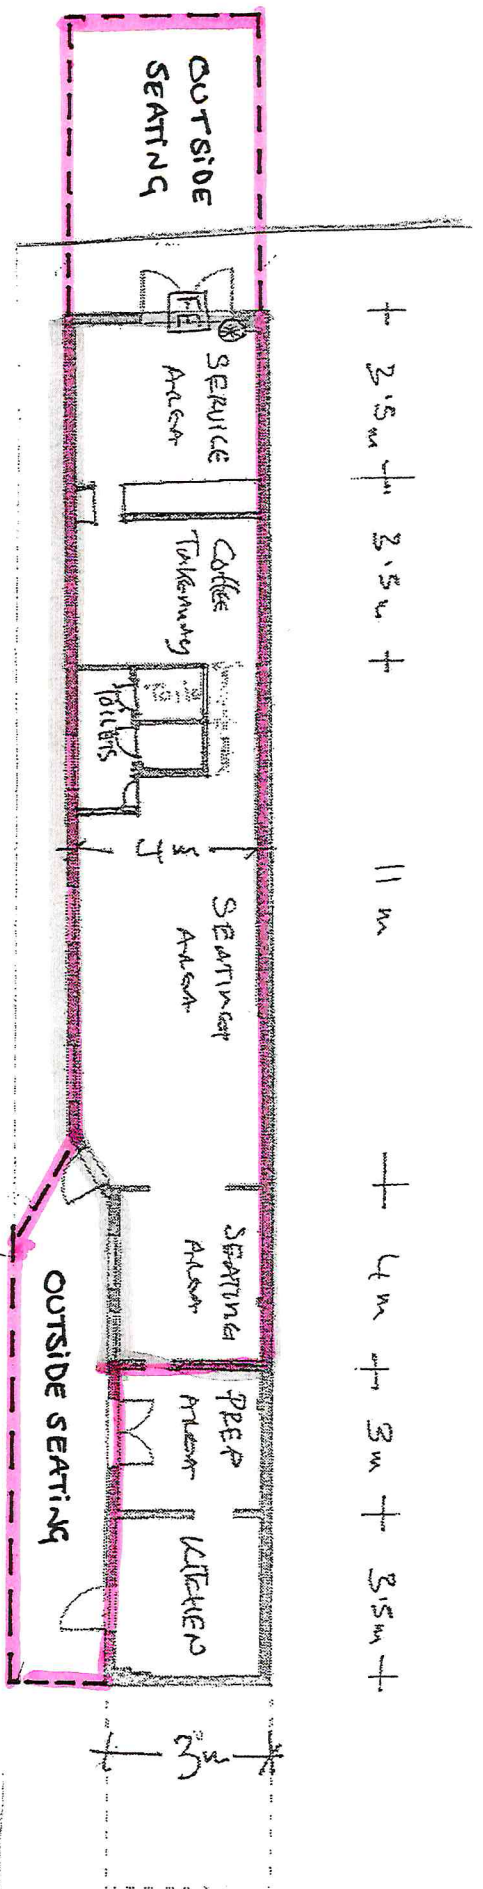 OUTSIDE
SEATING
FE
SERVICE
AREA
3.5m
Coffee
Takeaway
3.5m
TOILETS
4m
11m
SEATING
AREA
SEATING
AREA
4m
OUTSIDE SEATING
PREP
AREA
3m
KITCHEN
3.5m
3m